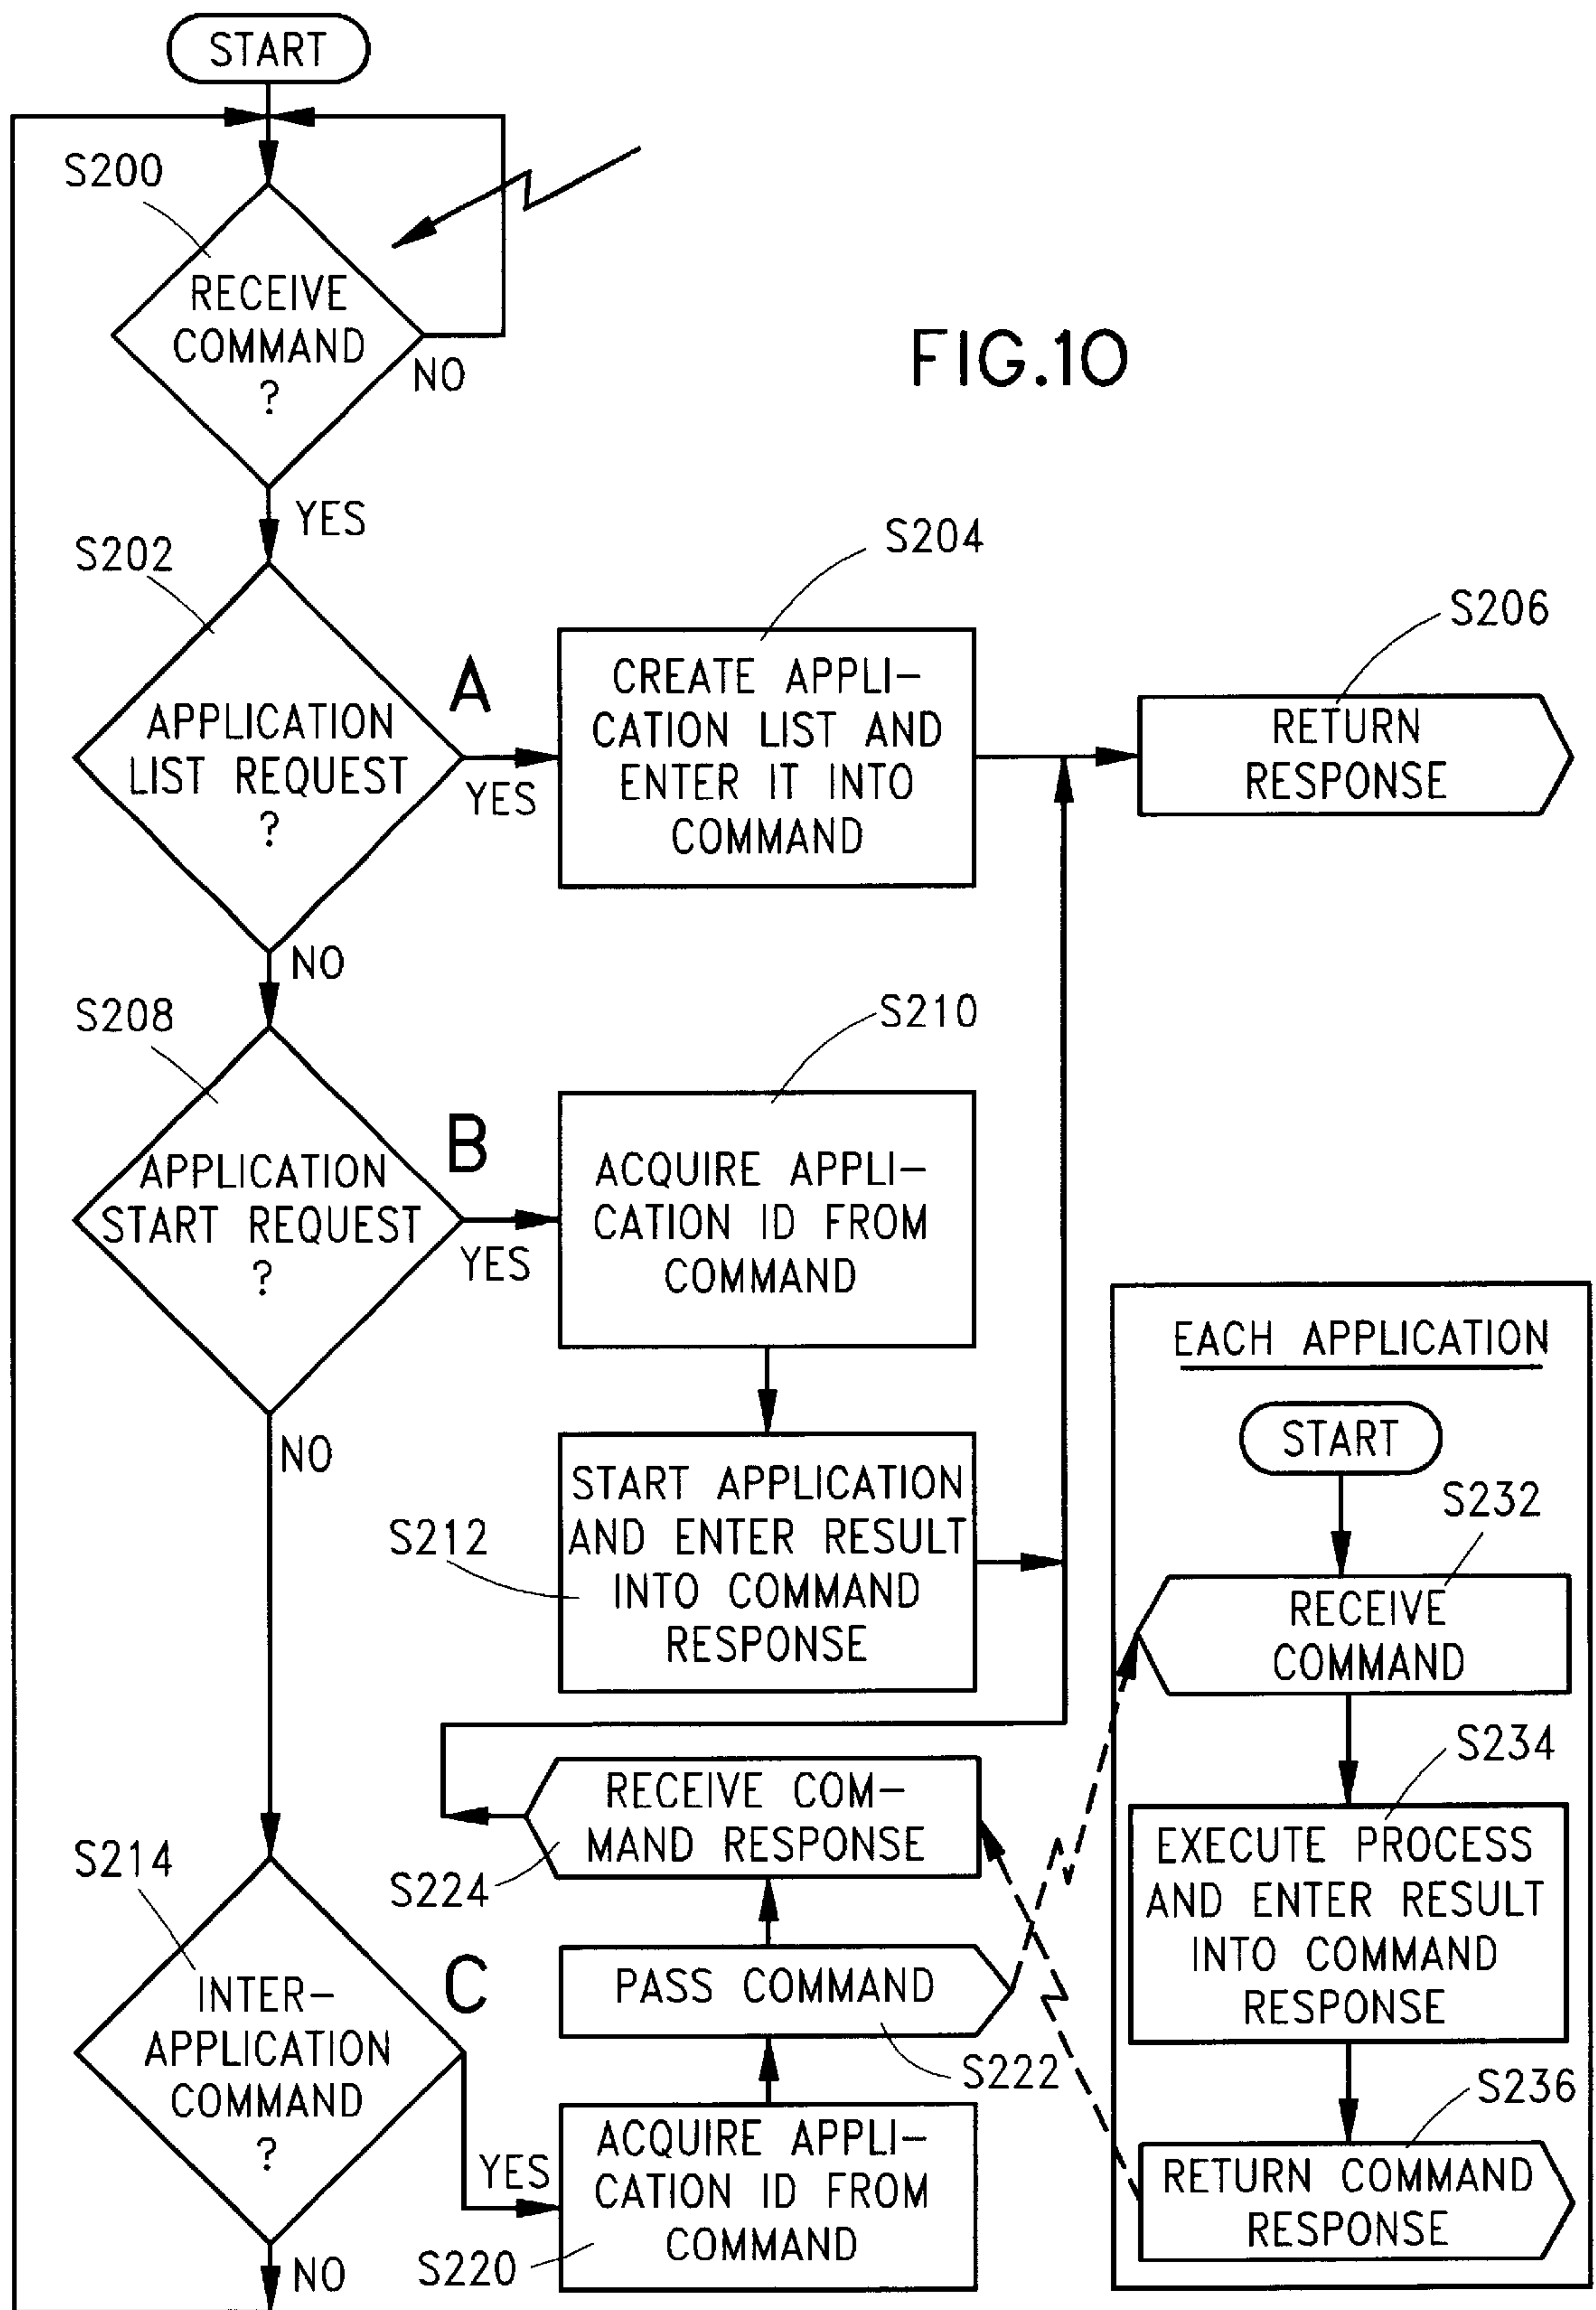 START
S200
RECEIVE
COMMAND
?
NO
FIG.10
YES
S202
APPLICATION
LIST REQUEST
?
A
YES
S204
CREATE APPLI-
CATION LIST AND
ENTER IT INTO
COMMAND
S206
RETURN
RESPONSE
NO
S208
APPLICATION
START REQUEST
?
B
YES
S210
ACQUIRE APPLI-
CATION ID FROM
COMMAND
S212
START APPLICATION
AND ENTER RESULT
INTO COMMAND
RESPONSE
NO
S214
INTER-
APPLICATION
COMMAND
?
C
YES
NO
S224
RECEIVE COM-
MAND RESPONSE
PASS COMMAND
S222
ACQUIRE APPLI-
CATION ID FROM
COMMAND
S220
EACH APPLICATION
START
S232
RECEIVE
COMMAND
S234
EXECUTE PROCESS
AND ENTER RESULT
INTO COMMAND
RESPONSE
S236
RETURN COMMAND
RESPONSE